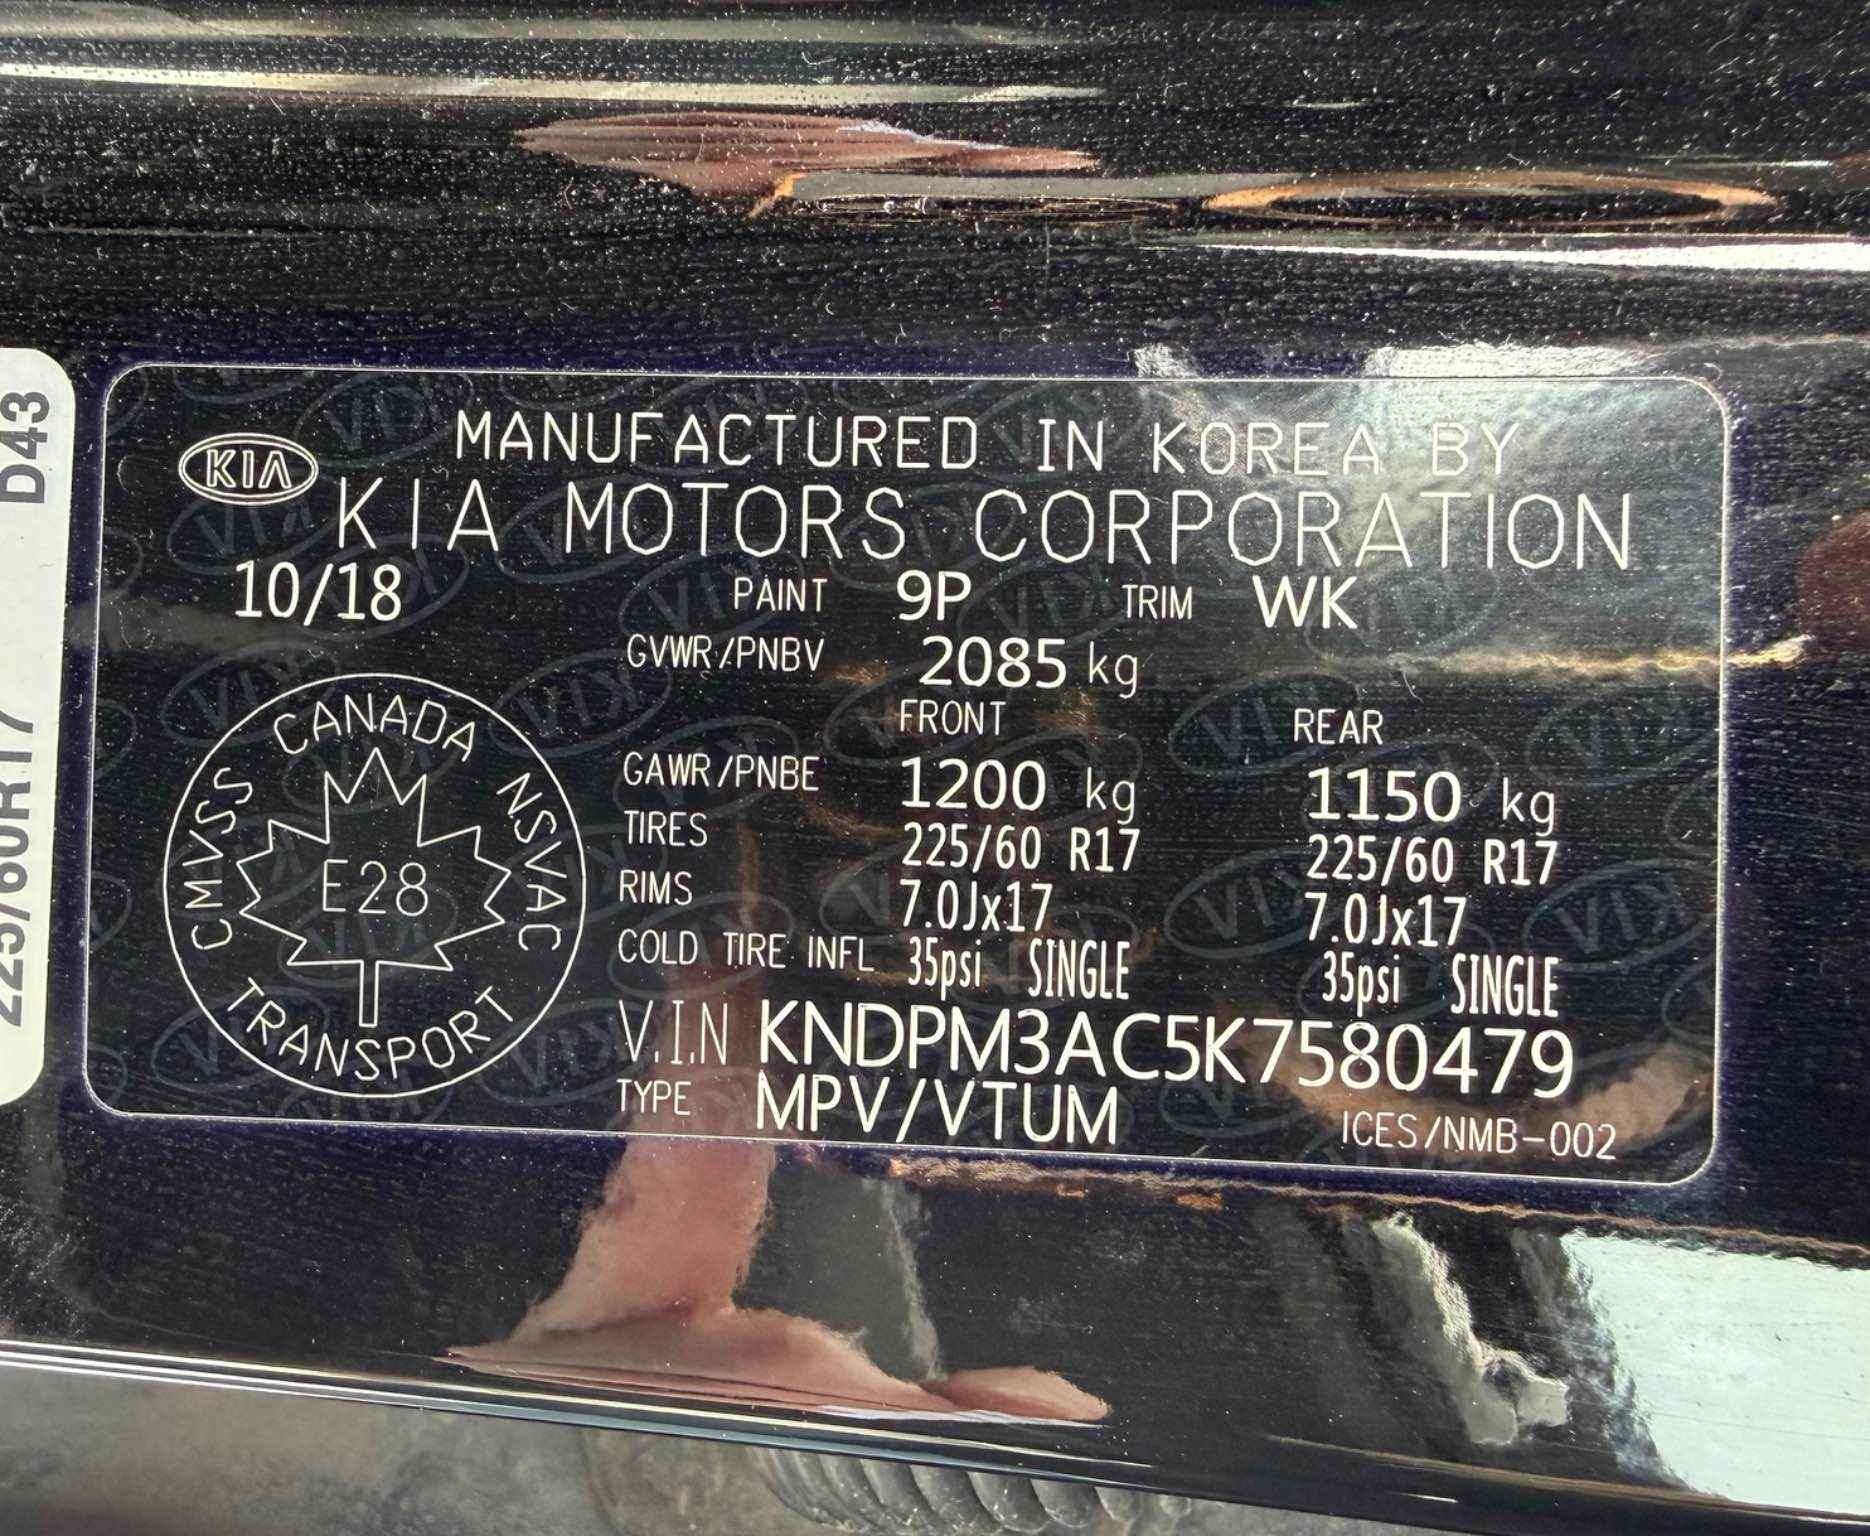 D43
225/60R17
KIA
MANUFACTURED IN KOREA BY
KIA MOTORS CORPORATION
10/18 PAINT 9P TRIM WK
GVWR/PNBV 2085 kg
FRONT REAR
GAWR/PNBE 1200 kg 1150 kg
TIRES 225/60 R17 225/60 R17
RIMS 7.0Jx17 7.0Jx17
COLD TIRE INFL 35psi SINGLE 35psi SINGLE
V.I.N KNDPM3AC5K7580479
TYPE MPV/VTUM
ICES/NMB-002
CANADA
CMVSS NSVAC
E28
TRANSPORT